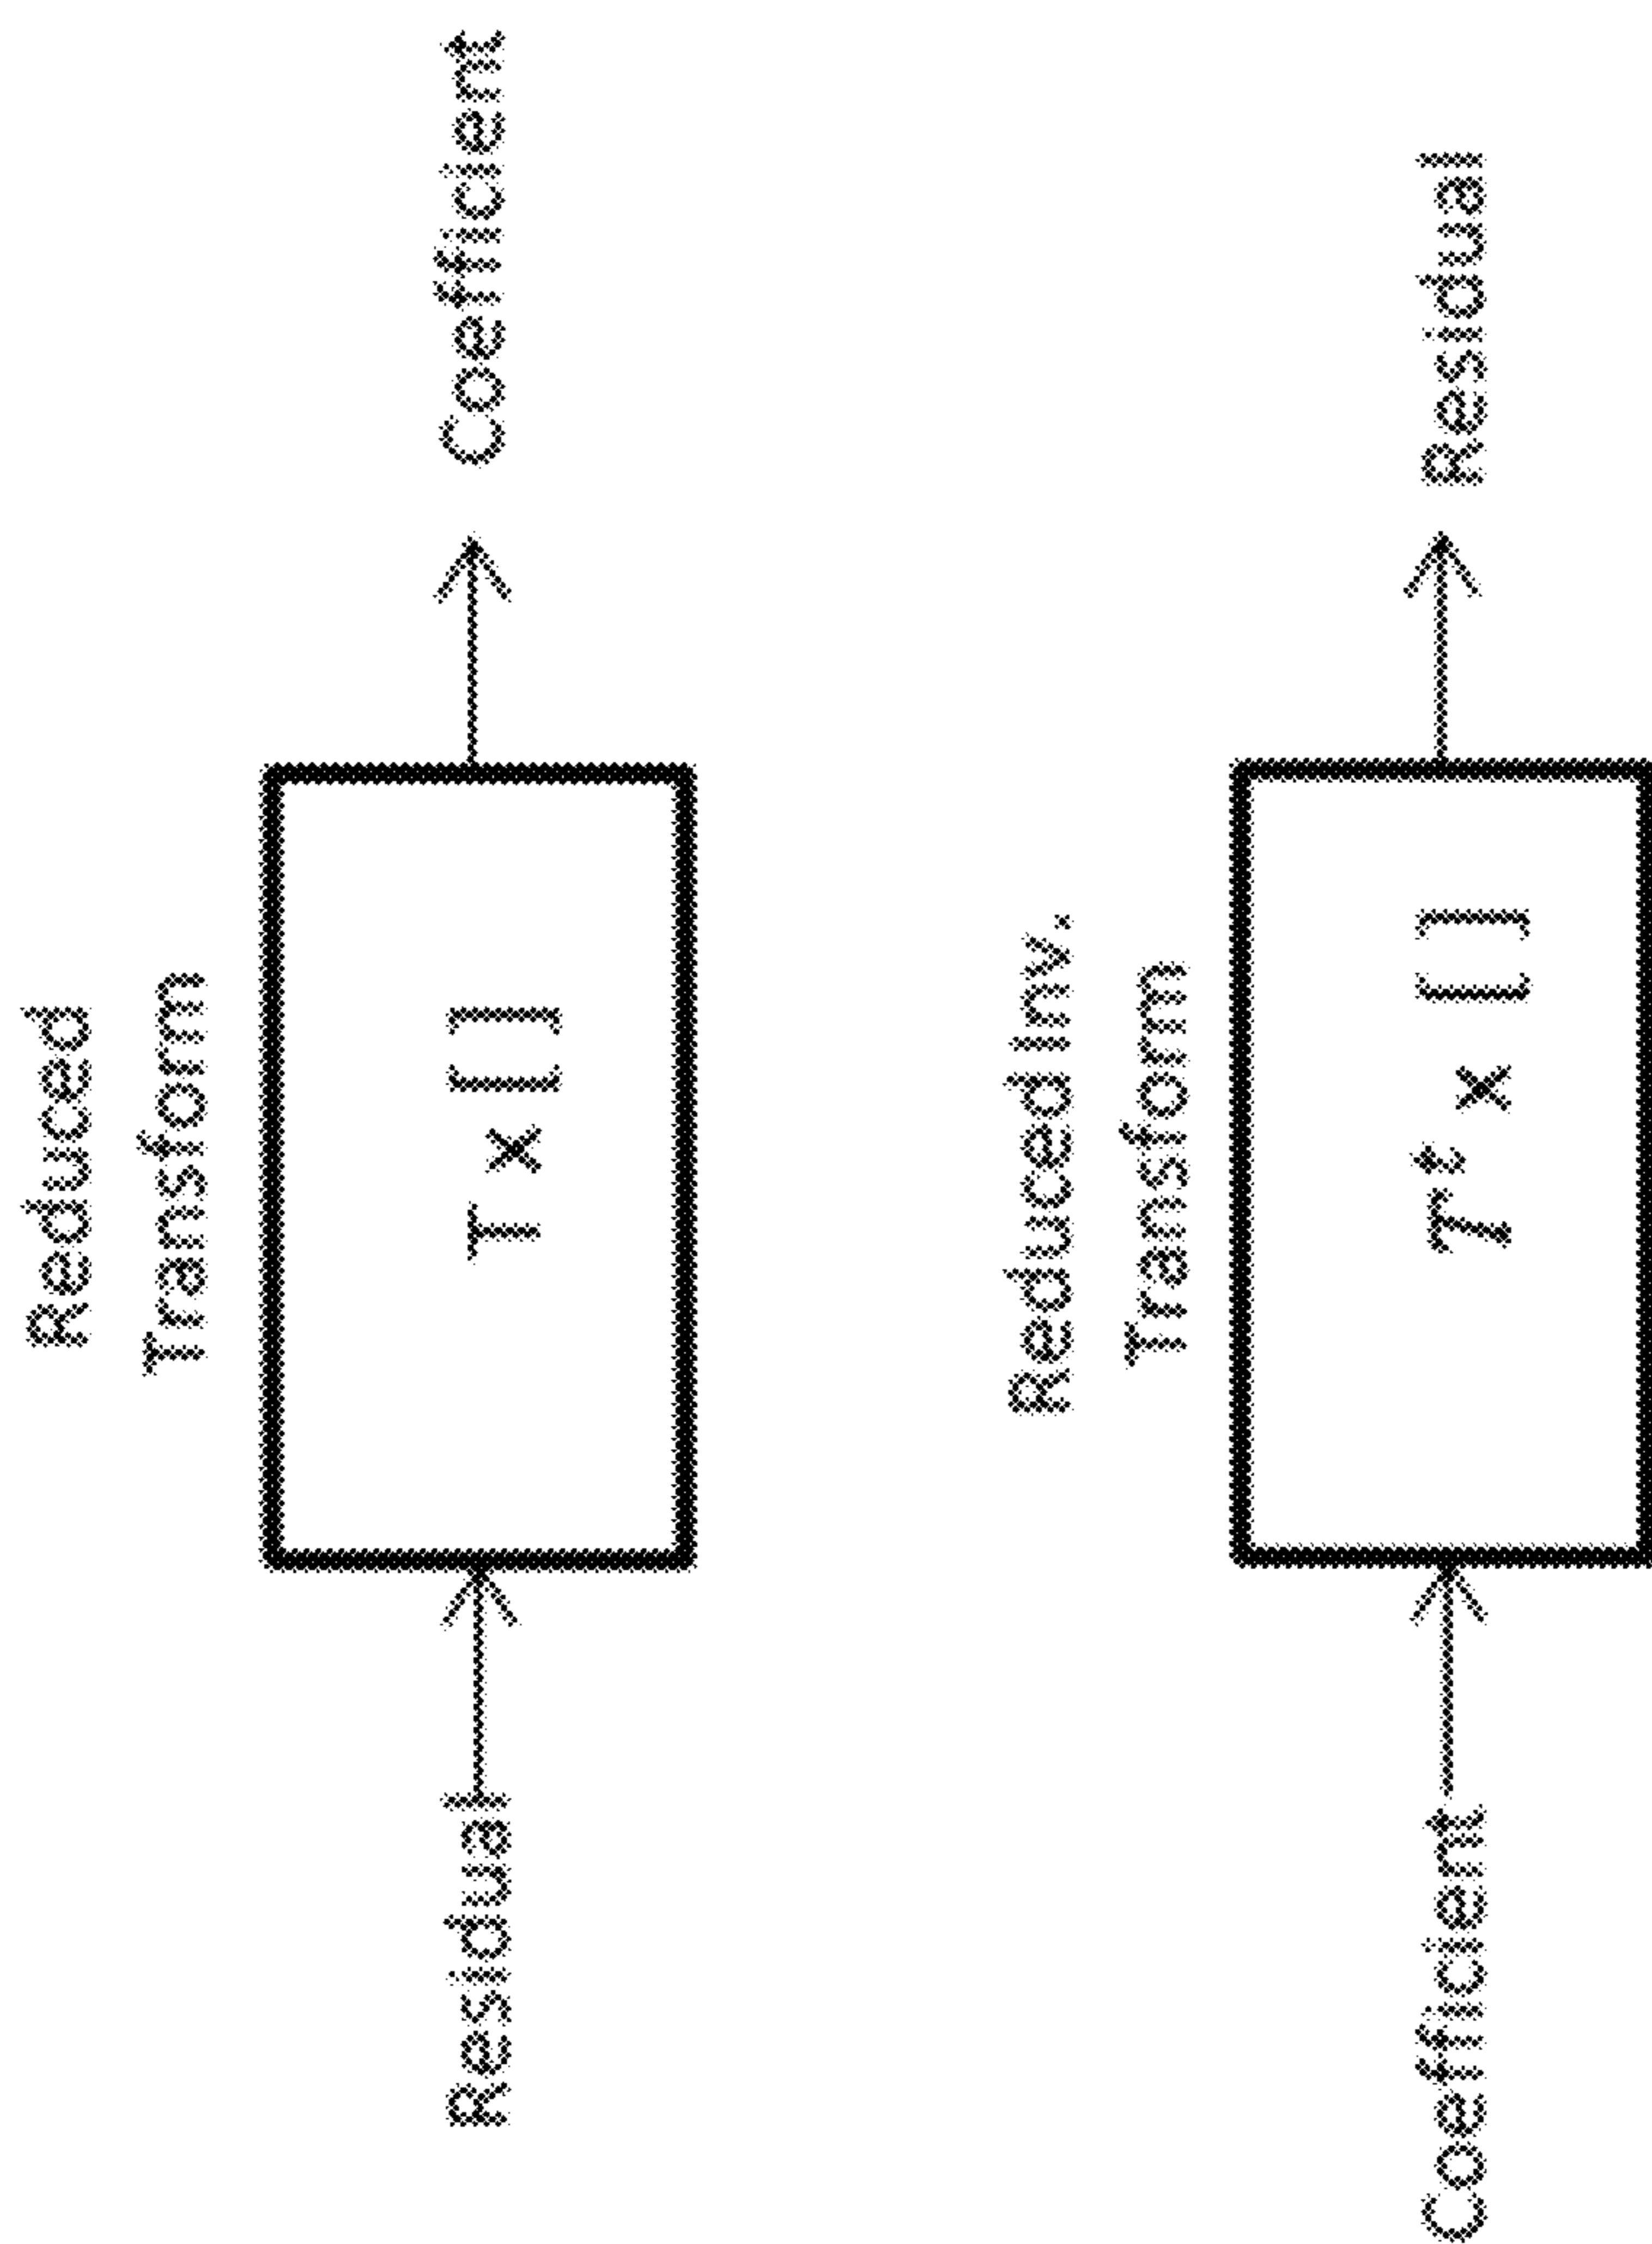 Reduced
Transform
Residual
T x [ ]
Coefficient
Reduced Inv.
Transform
Coefficient
Tᵗ x [ ]
Residual